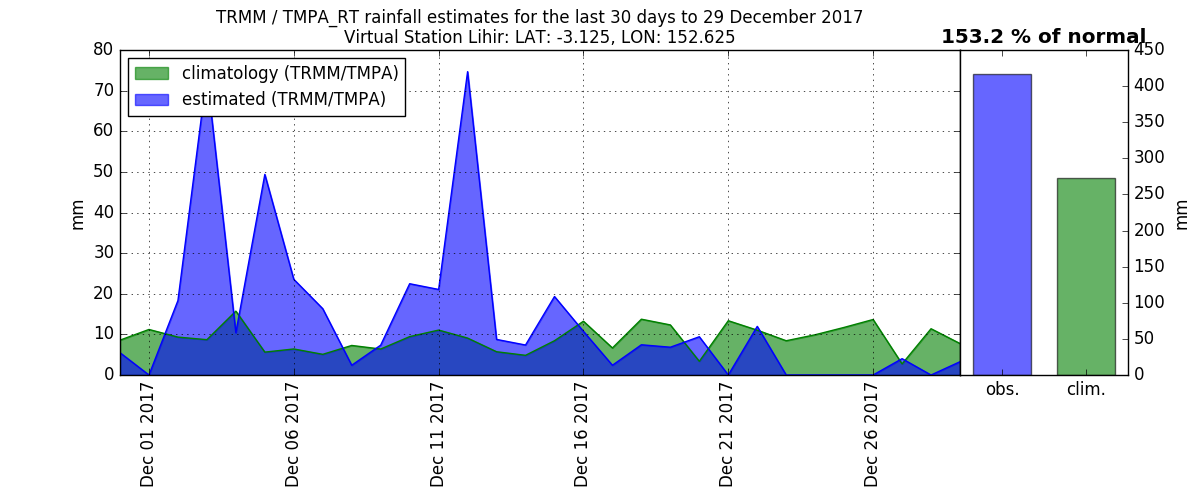 TRMM / TMPA_RT rainfall estimates for the last 30 days to 29 December 2017
Virtual Station Lihir: LAT: -3.125, LON: 152.625
153.2 % of normal
climatology (TRMM/TMPA)
estimated (TRMM/TMPA)
80
70
60
50
40
30
20
10
0
mm
Dec 01 2017
Dec 06 2017
Dec 11 2017
Dec 16 2017
Dec 21 2017
Dec 26 2017
450
400
350
300
250
200
150
100
50
0
mm
obs.
clim.